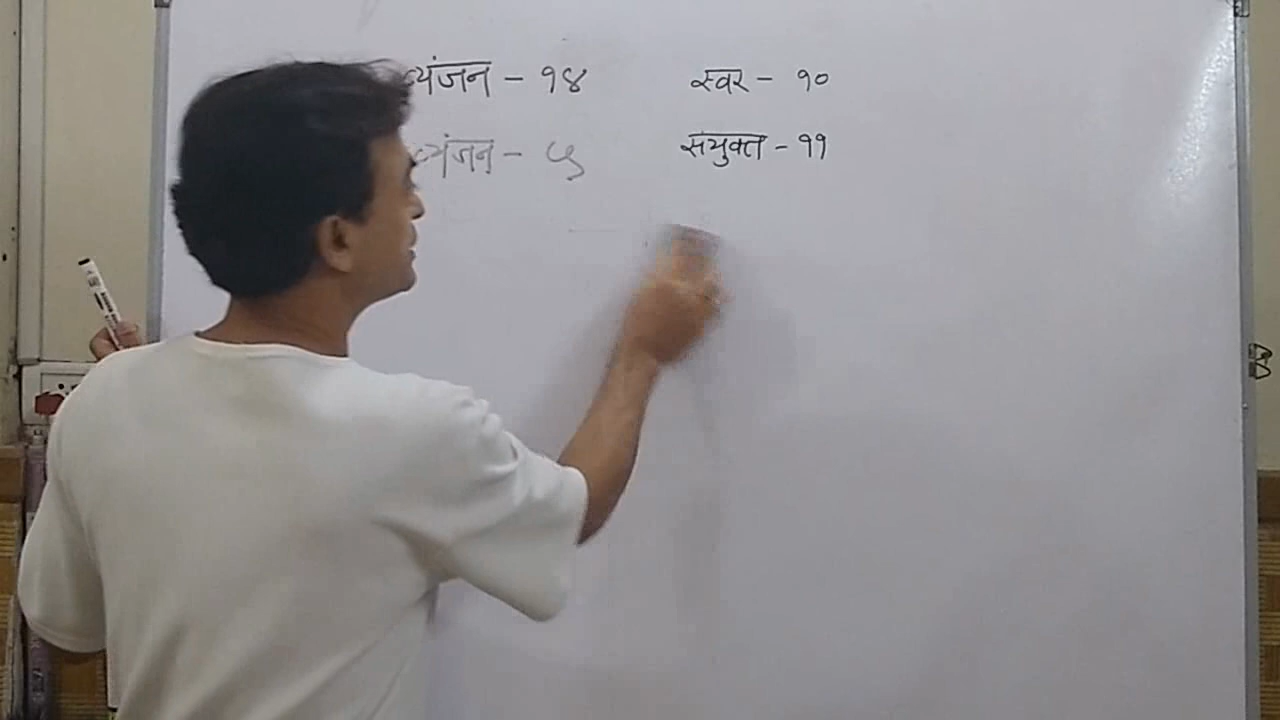 व्यंजन - १४ स्वर - १०
व्यंजन - ५ संयुक्त - ११